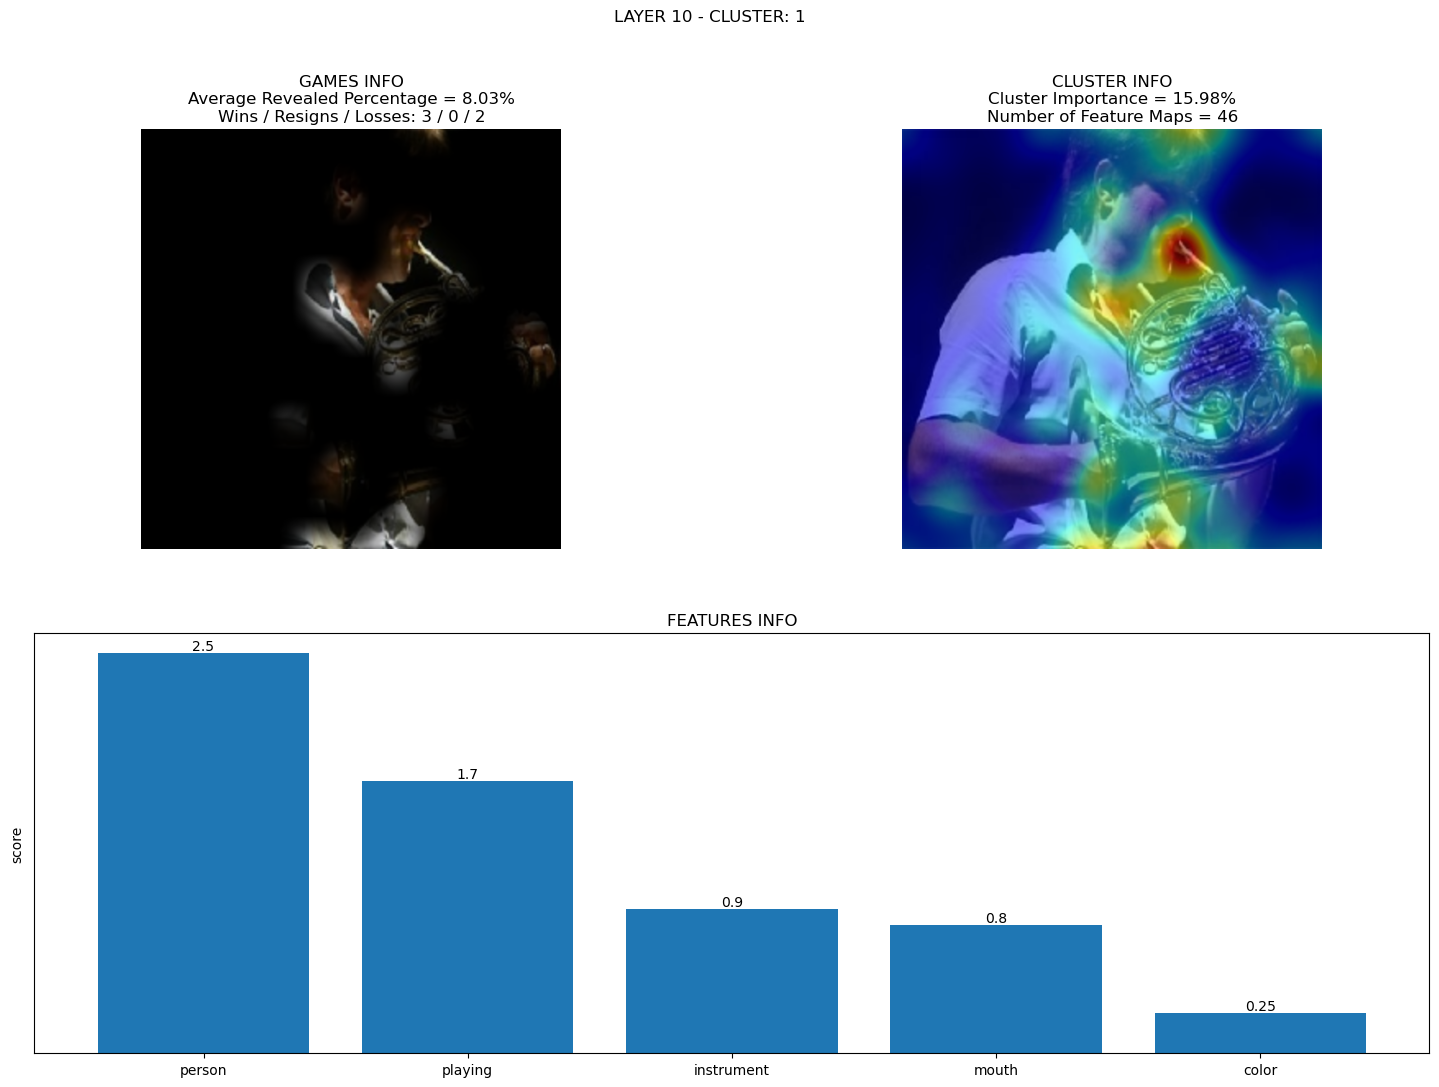 LAYER 10 - CLUSTER: 1
GAMES INFO
Average Revealed Percentage = 8.03%
Wins / Resigns / Losses: 3 / 0 / 2
CLUSTER INFO
Cluster Importance = 15.98%
Number of Feature Maps = 46
FEATURES INFO
score
2.5
1.7
0.9
0.8
0.25
person
playing
instrument
mouth
color